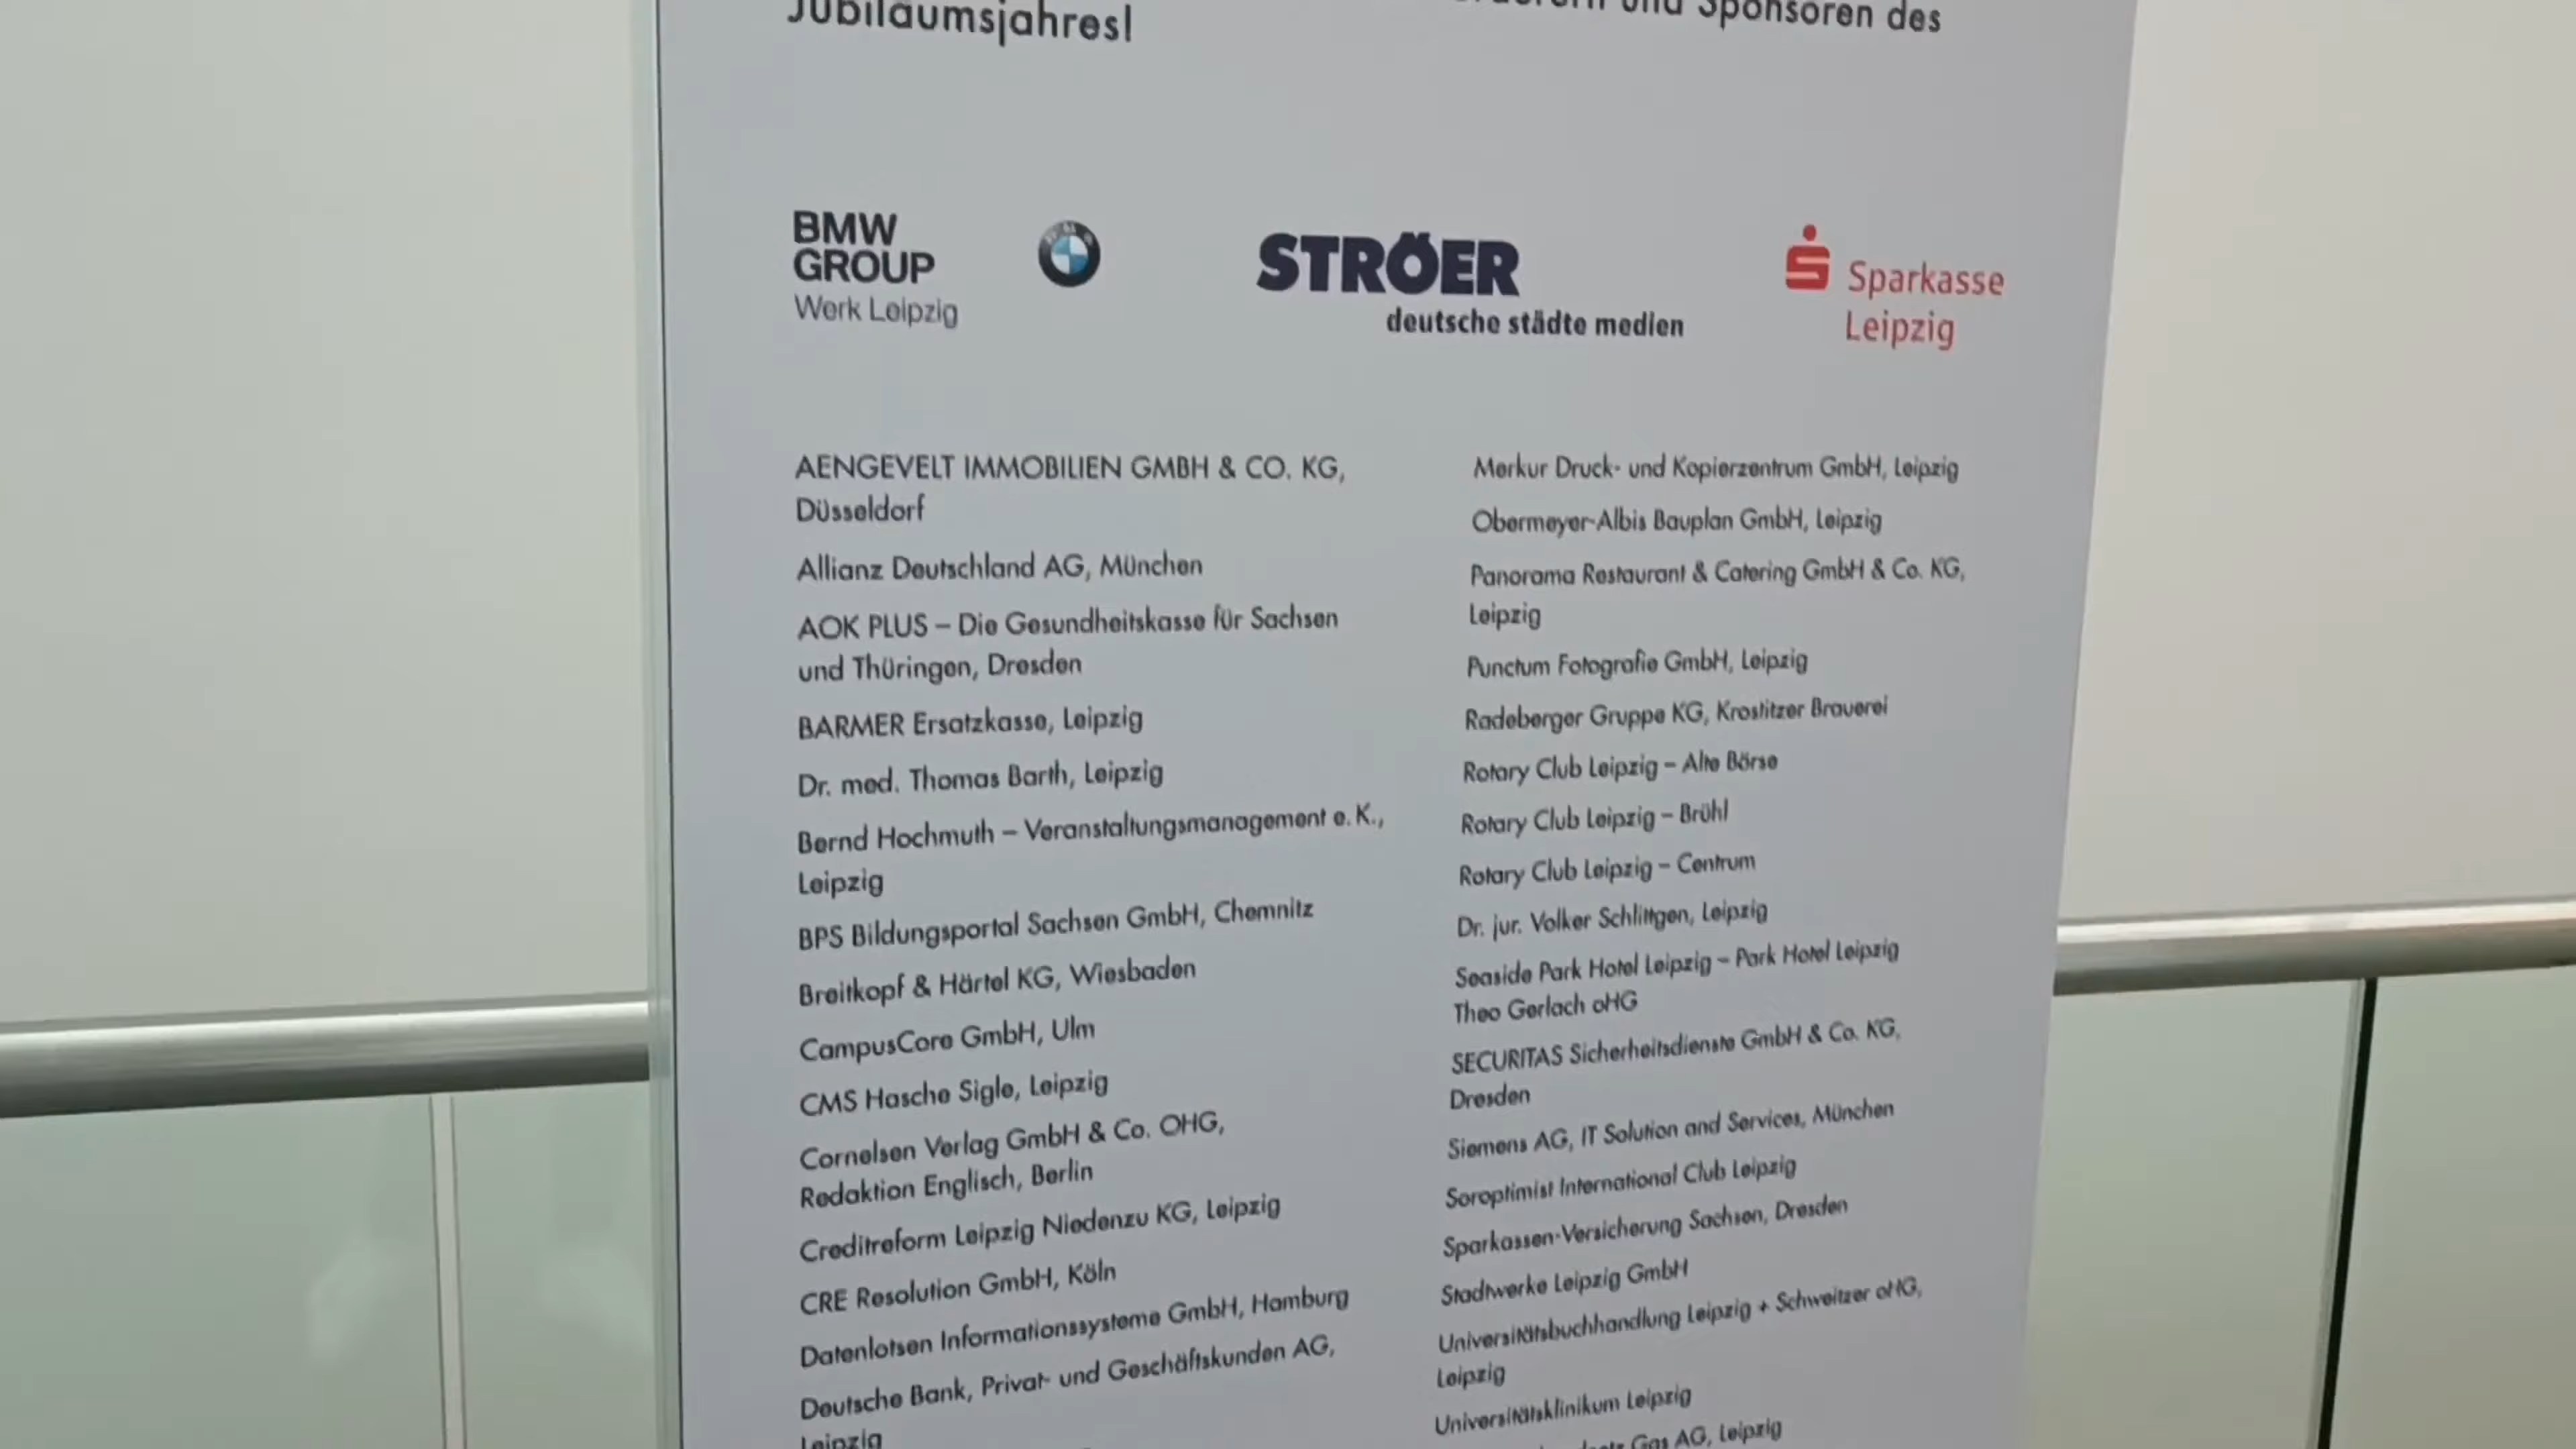 und Sponsoren des
Jubiläumsjahres!
BMW
GROUP
Werk Leipzig
STRÖER
deutsche städte medien
Sparkasse
Leipzig
AENGEVELT IMMOBILIEN GMBH & CO. KG,
Düsseldorf
Allianz Deutschland AG, München
AOK PLUS – Die Gesundheitskasse für Sachsen
und Thüringen, Dresden
BARMER Ersatzkasse, Leipzig
Dr. med. Thomas Barth, Leipzig
Bernd Hochmuth – Veranstaltungsmanagement e. K.,
Leipzig
BPS Bildungsportal Sachsen GmbH, Chemnitz
Breitkopf & Härtel KG, Wiesbaden
CampusCore GmbH, Ulm
CMS Hasche Sigle, Leipzig
Cornelsen Verlag GmbH & Co. OHG,
Redaktion Englisch, Berlin
Creditreform Leipzig Niedenzu KG, Leipzig
CRE Resolution GmbH, Köln
Datenlotsen Informationssysteme GmbH, Hamburg
Deutsche Bank, Privat- und Geschäftskunden AG,
Leipzig
Merkur Druck- und Kopierzentrum GmbH, Leipzig
Obermeyer-Albis Bauplan GmbH, Leipzig
Panorama Restaurant & Catering GmbH & Co. KG,
Leipzig
Punctum Fotografie GmbH, Leipzig
Radeberger Gruppe KG, Krostitzer Brauerei
Rotary Club Leipzig – Alte Börse
Rotary Club Leipzig – Brühl
Rotary Club Leipzig – Centrum
Dr. jur. Volker Schlittgen, Leipzig
Seaside Park Hotel Leipzig – Park Hotel Leipzig
Theo Gerlach oHG
SECURITAS Sicherheitsdienste GmbH & Co. KG,
Dresden
Siemens AG, IT Solution and Services, München
Soroptimist International Club Leipzig
Sparkassen-Versicherung Sachsen, Dresden
Stadtwerke Leipzig GmbH
Universitätsbuchhandlung Leipzig + Schweitzer oHG,
Leipzig
Universitätsklinikum Leipzig
Gas AG, Leipzig